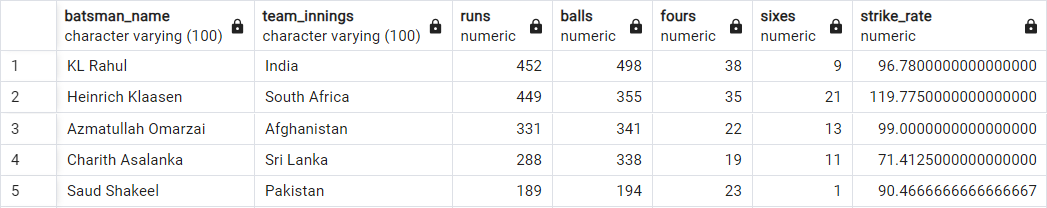 batsman_name team_innings runs balls fours sixes strike_rate
character varying (100) character varying (100) numeric numeric numeric numeric numeric
1 KL Rahul India 452 498 38 9 96.7800000000000000
2 Heinrich Klaasen South Africa 449 355 35 21 119.7750000000000000
3 Azmatullah Omarzai Afghanistan 331 341 22 13 99.0000000000000000
4 Charith Asalanka Sri Lanka 288 338 19 11 71.4125000000000000
5 Saud Shakeel Pakistan 189 194 23 1 90.4666666666666667